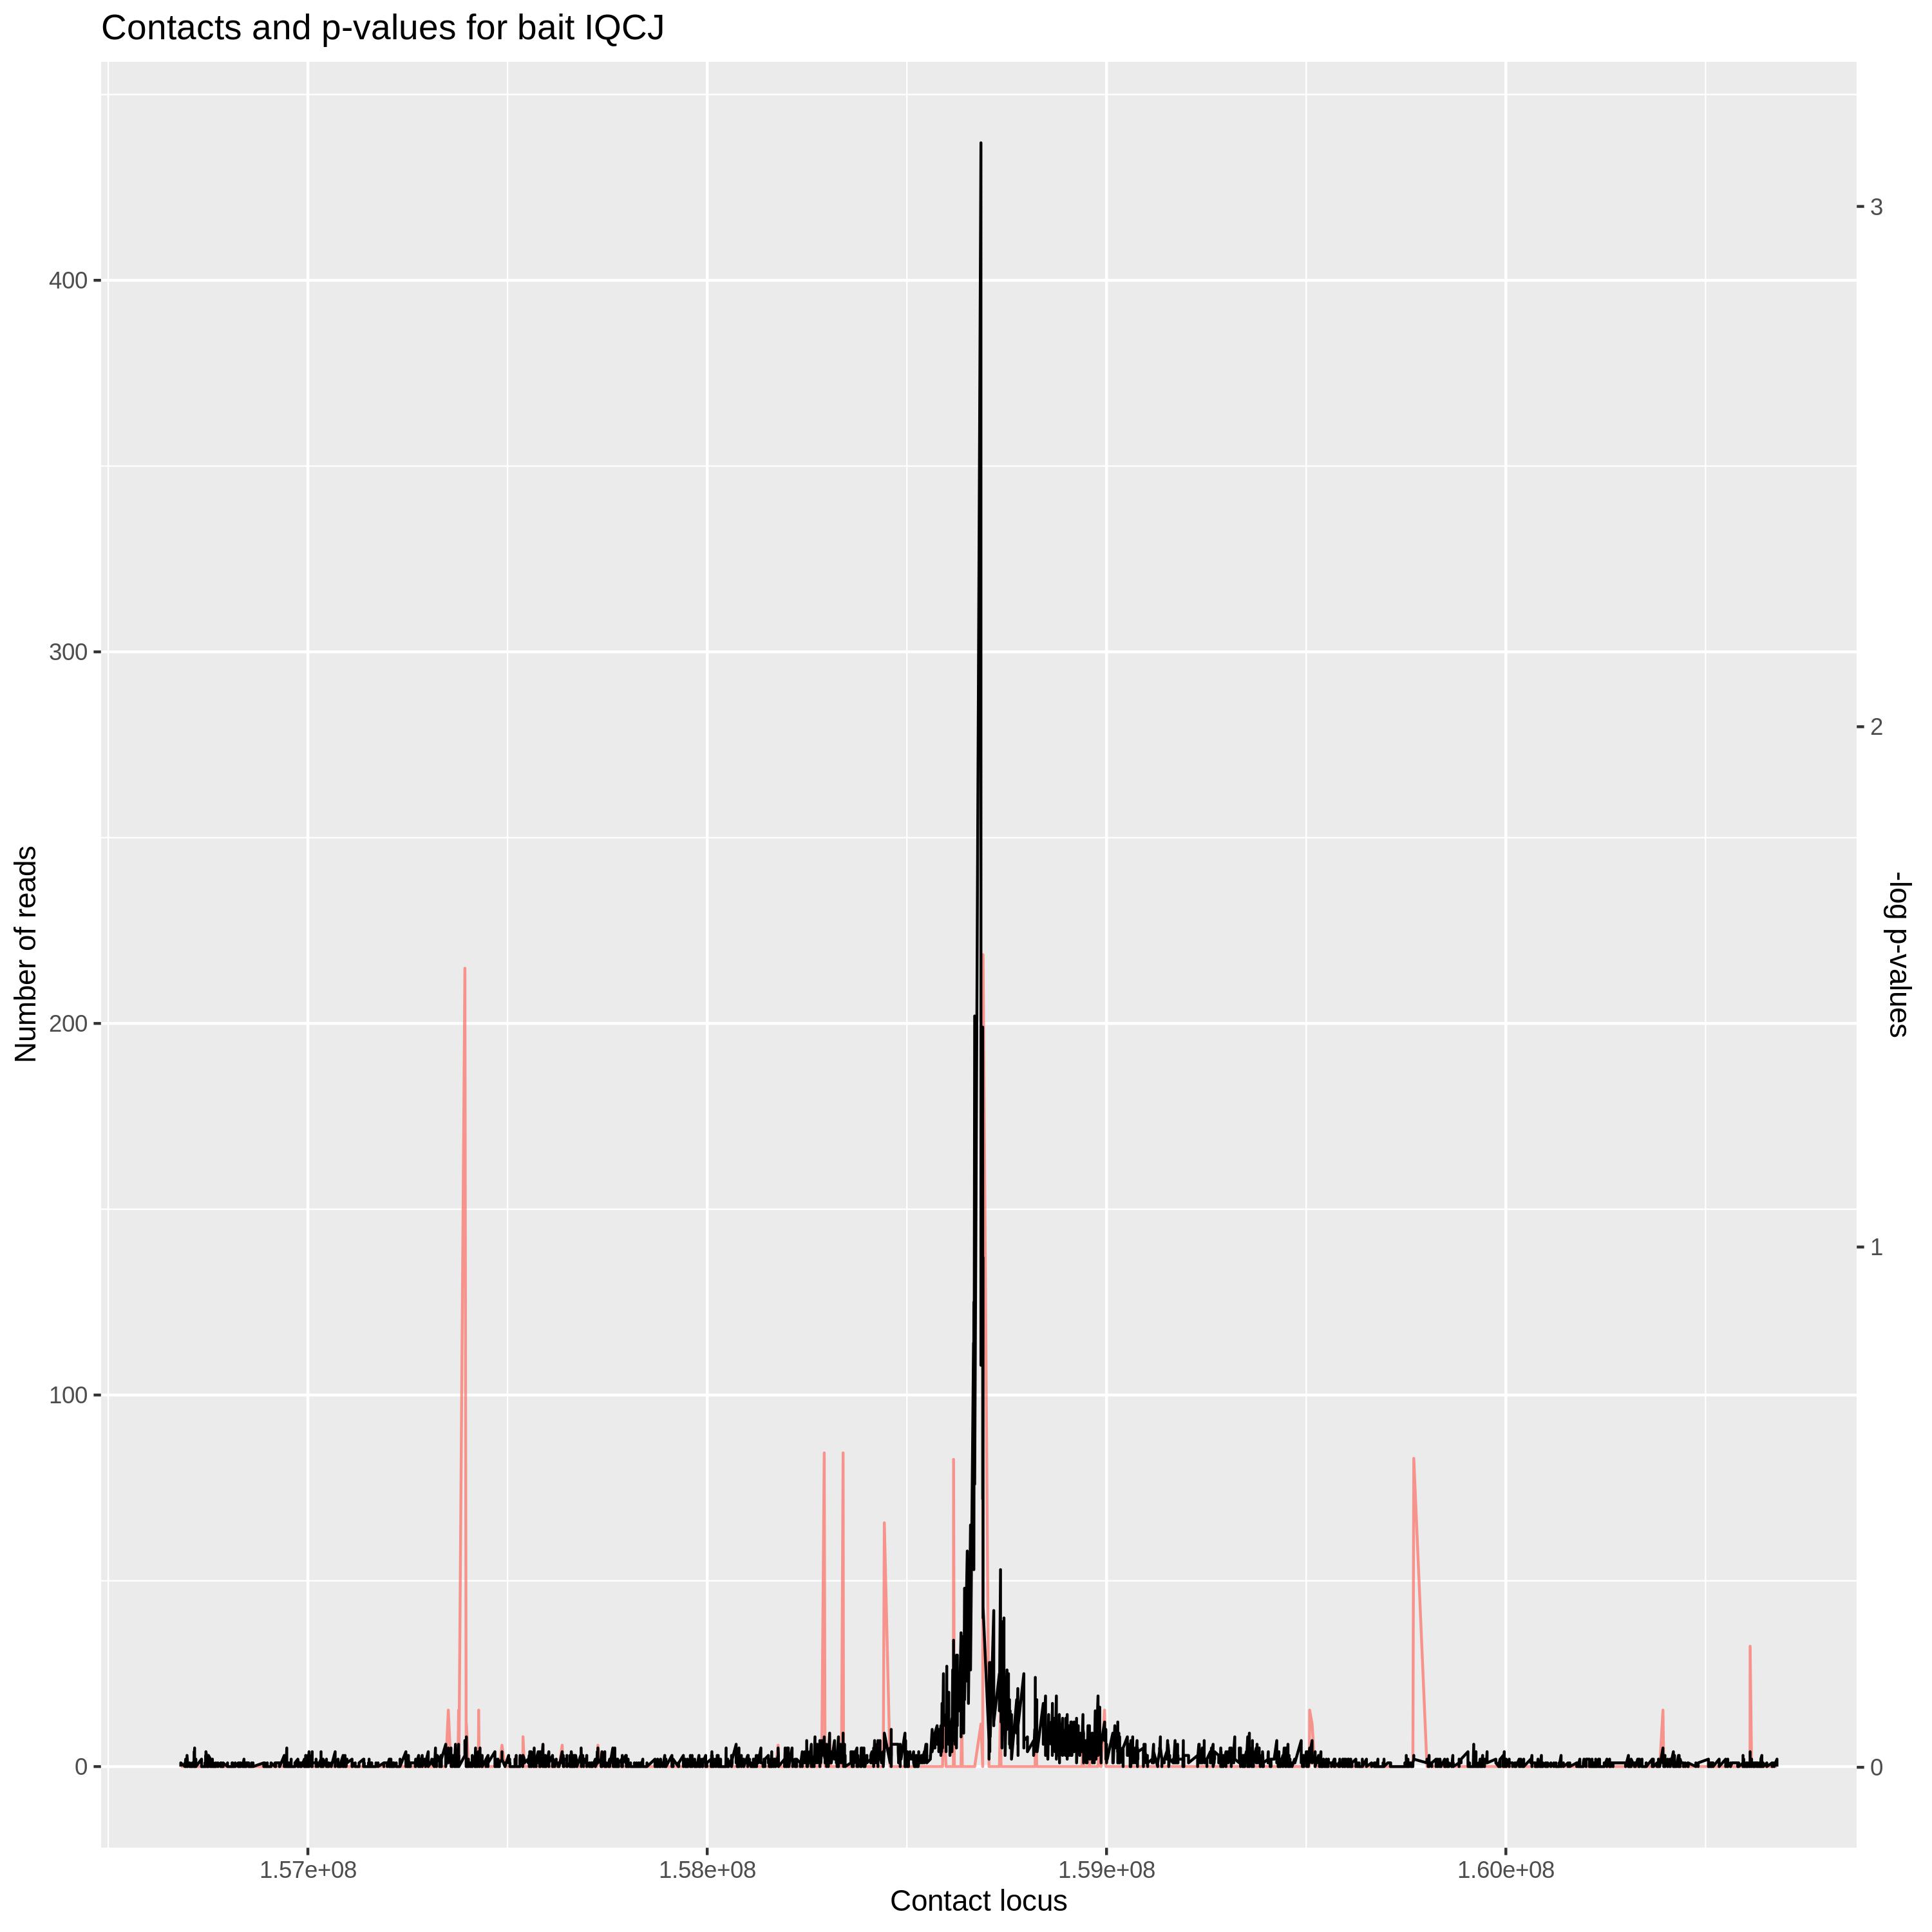 Contacts and p-values for bait IQCJ
Number of reads
400
300
200
100
0
3
2
1
0
-log p-values
1.57e+08
1.58e+08
1.59e+08
1.60e+08
Contact locus